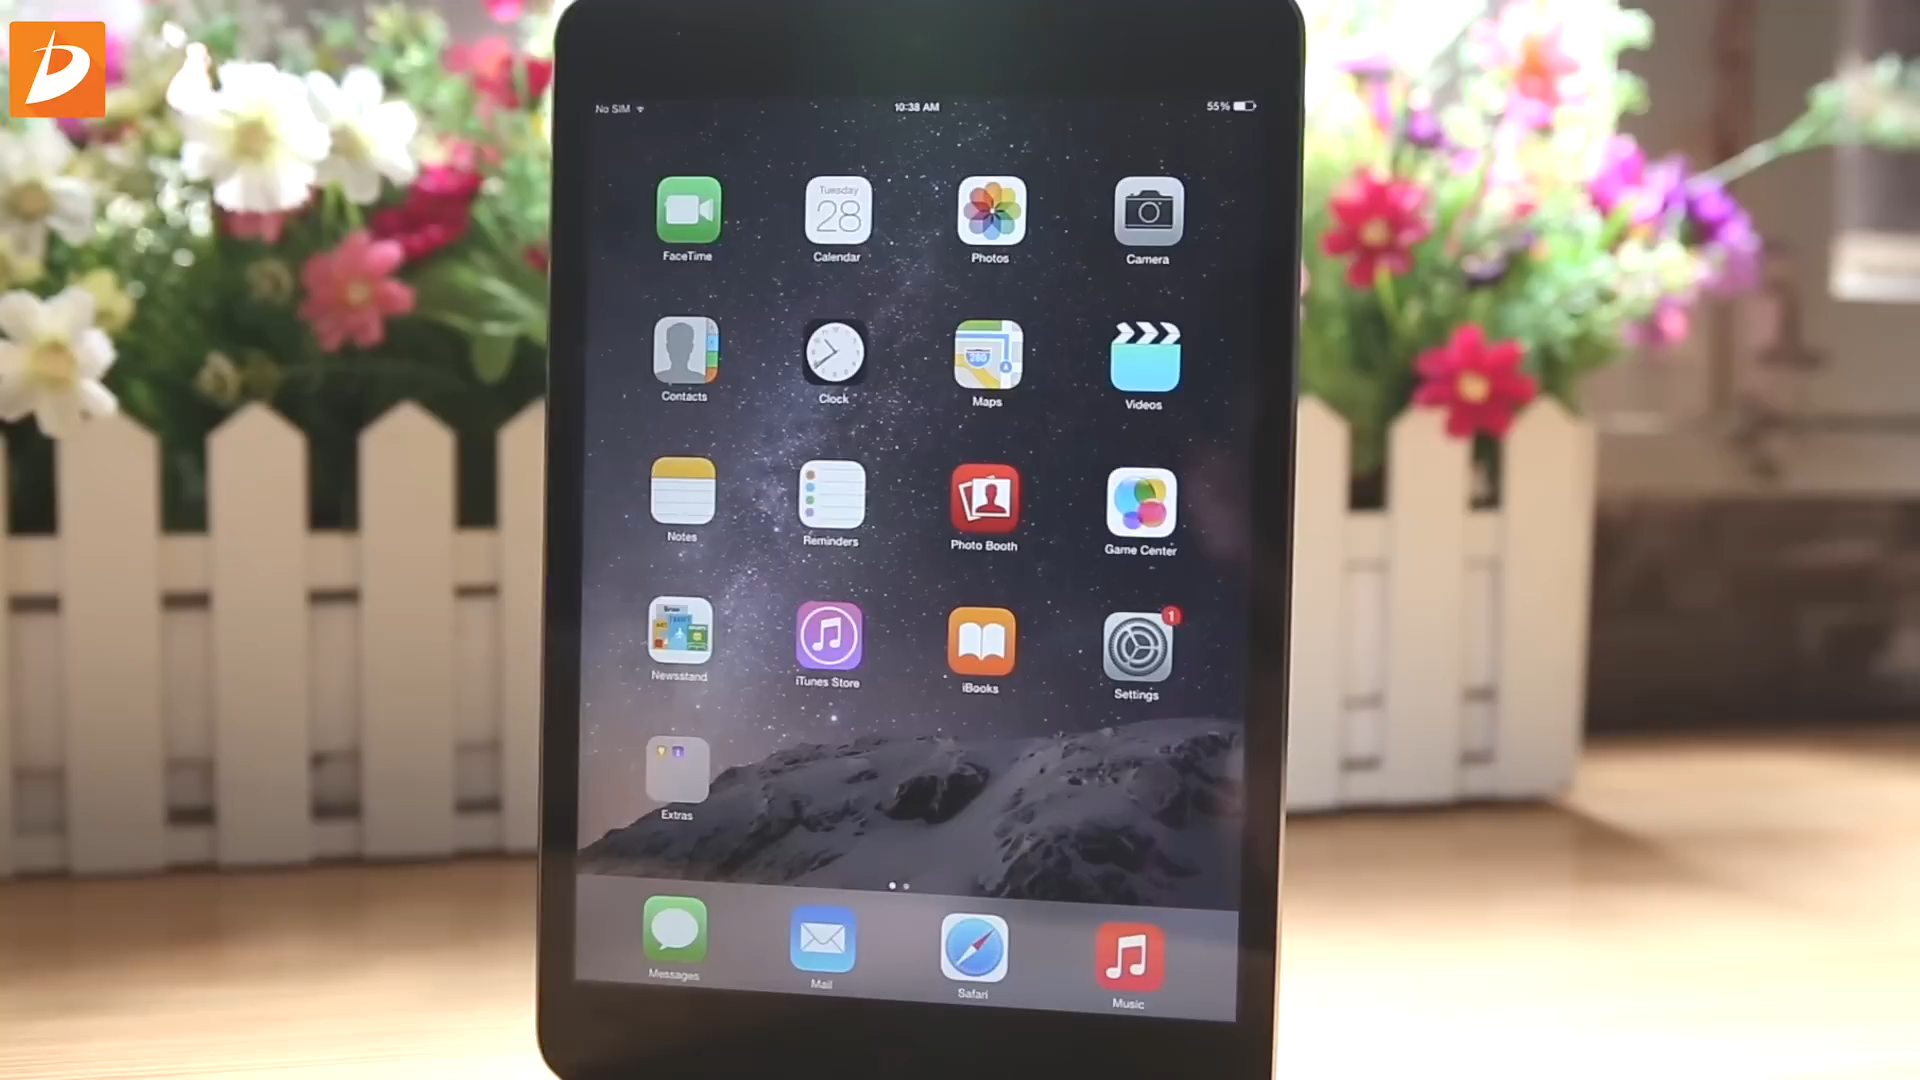 No SIM 10:38 AM 55%
Tuesday
28
FaceTime Calendar Photos Camera
280
Contacts Clock Maps Videos
Notes Reminders Photo Booth Game Center
1
Newsstand iTunes Store iBooks Settings
Extras
Messages Mail Safari Music